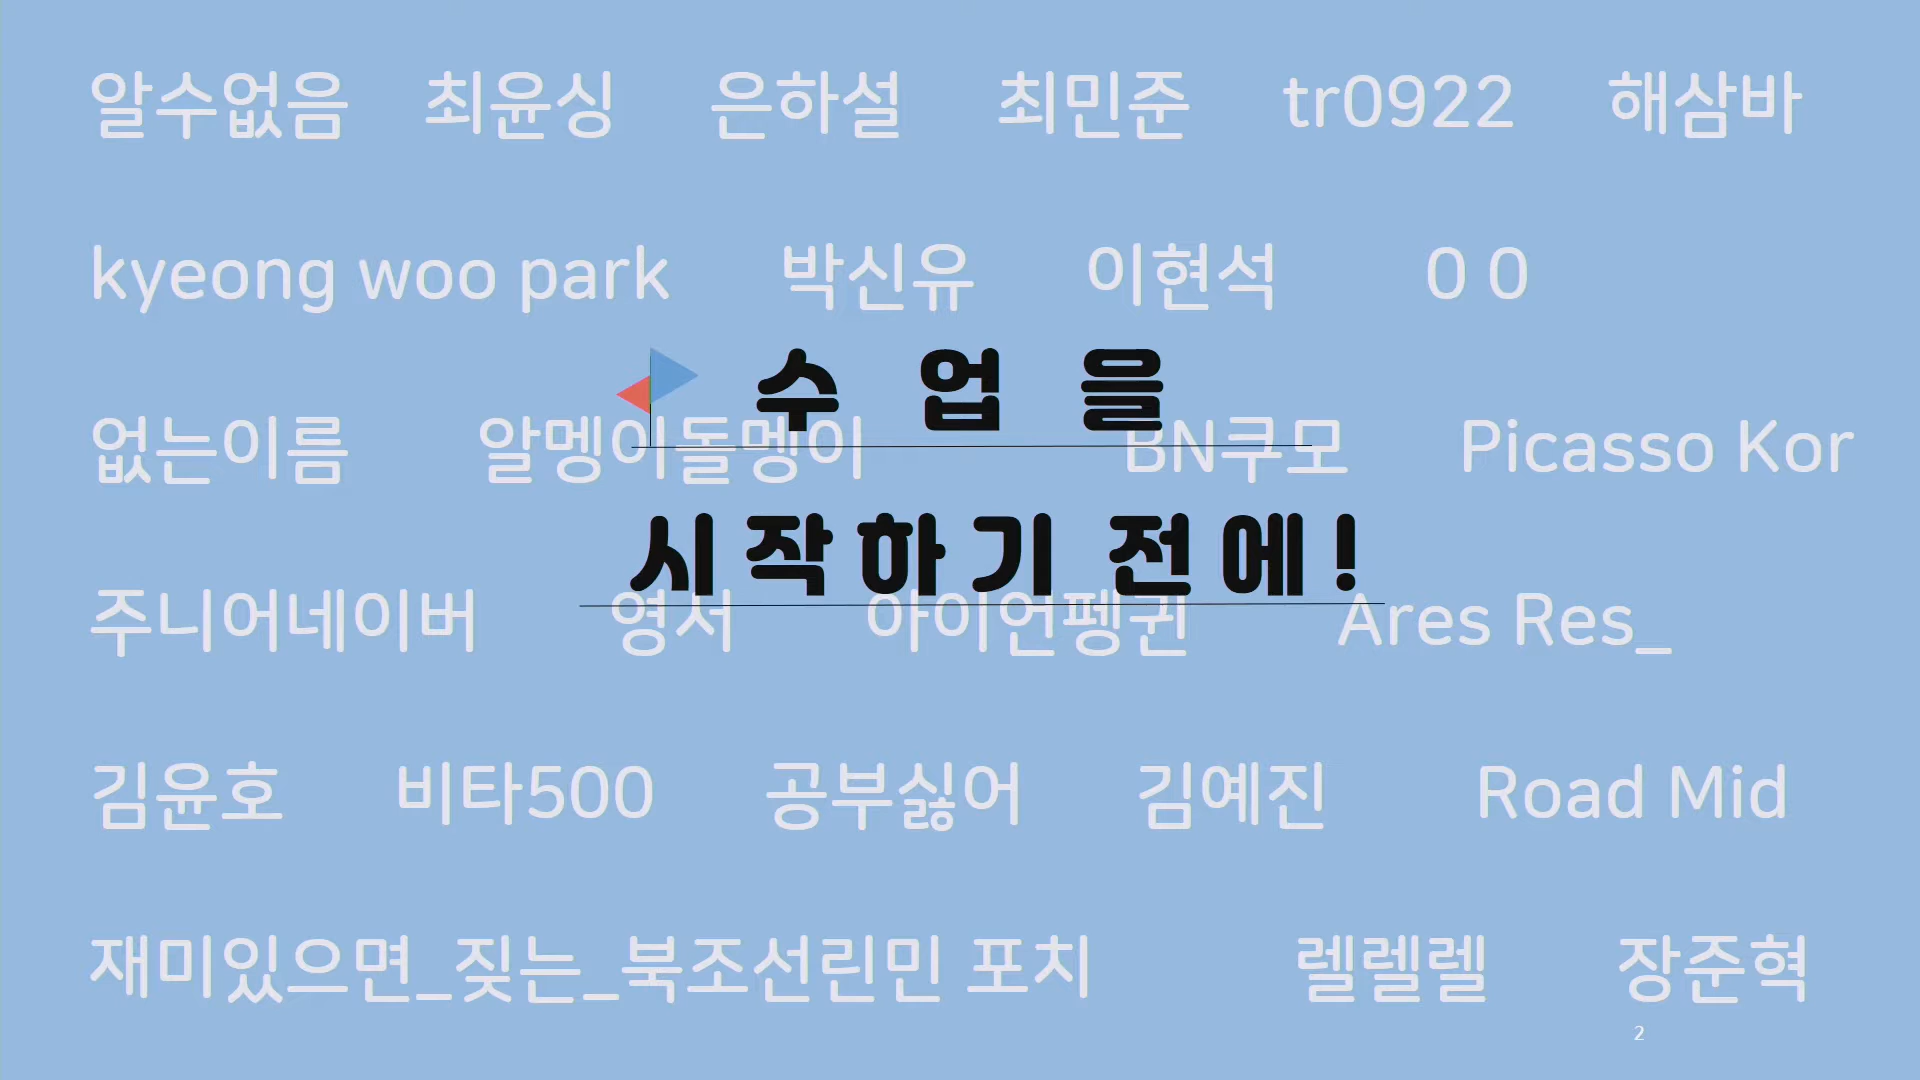 알수없음 최윤싱 은하설 최민준 tr0922 해삼바
kyeong woo park 박신유 이현석 0 0
수 업 을
없는이름 알멩이돌멩이 BN쿠모 Picasso Kor
시작하기 전에!
주니어네이버 영서 아이언펭귄 Ares Res_
김윤호 비타500 공부싫어 김예진 Road Mid
재미있으면_짖는_북조선린민 포치 렐렐렐 장준혁
2